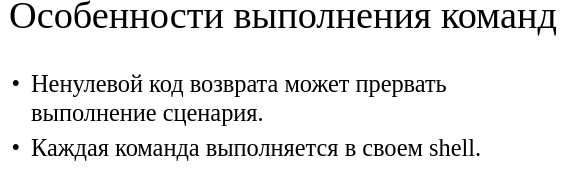 Особенности выполнения команд
• Ненулевой код возврата может прервать
выполнение сценария.
• Каждая команда выполняется в своем shell.